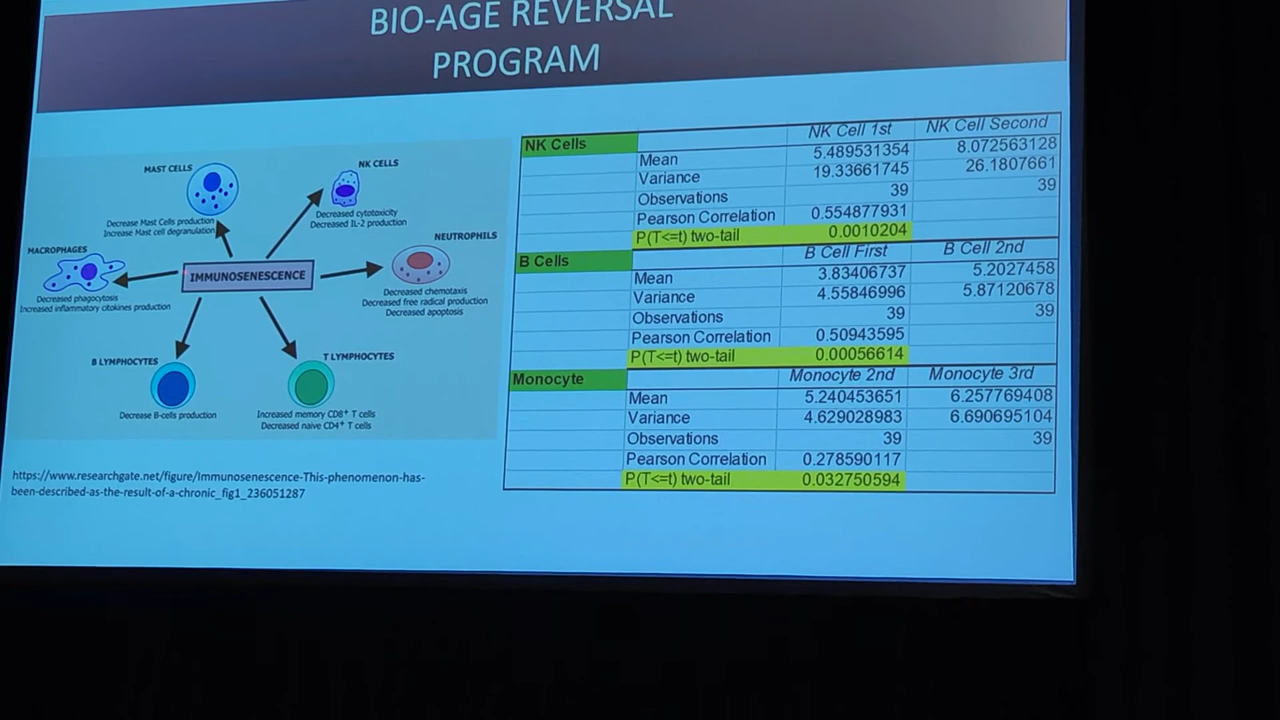 BIO-AGE REVERSAL
PROGRAM
MAST CELLS
Decrease Mast Cells production
Increase Mast cell degranulation
NK CELLS
Decreased cytotoxicity
Decreased IL-2 production
MACROPHAGES
Decreased phagocytosis
Increased inflammatory citokines production
IMMUNOSENESCENCE
NEUTROPHILS
Decreased chemotaxis
Decreased free radical production
Decreased apoptosis
B LYMPHOCYTES
Decrease B-cells production
T LYMPHOCYTES
Increased memory CD8+ T cells
Decreased naive CD4+ T cells
https://www.researchgate.net/figure/Immunosenescence-This-phenomenon-has-
been-described-as-the-result-of-a-chronic_fig1_236051287
NK Cells NK Cell 1st NK Cell Second
Mean 5.489531354 8.072563128
Variance 19.33661745 26.1807661
Observations 39 39
Pearson Correlation 0.554877931
P(T<=t) two-tail 0.0010204
B Cells B Cell First B Cell 2nd
Mean 3.83406737 5.2027458
Variance 4.55846996 5.87120678
Observations 39 39
Pearson Correlation 0.50943595
P(T<=t) two-tail 0.00056614
Monocyte Monocyte 2nd Monocyte 3rd
Mean 5.240453651 6.257769408
Variance 4.629028983 6.690695104
Observations 39 39
Pearson Correlation 0.278590117
P(T<=t) two-tail 0.032750594